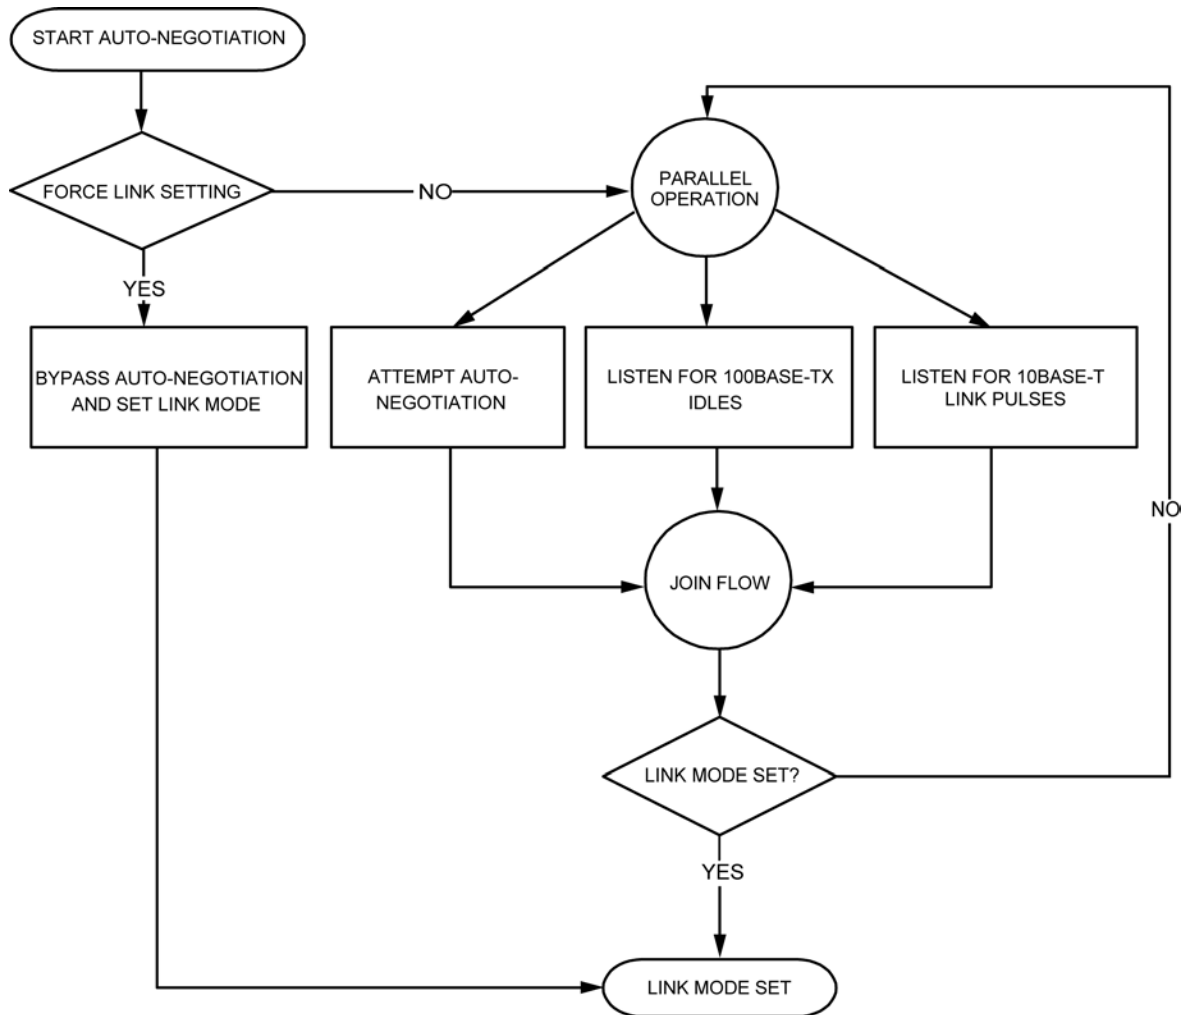 START AUTO-NEGOTIATION
FORCE LINK SETTING
NO
PARALLEL
OPERATION
YES
BYPASS AUTO-NEGOTIATION
AND SET LINK MODE
ATTEMPT AUTO-
NEGOTIATION
LISTEN FOR 100BASE-TX
IDLES
LISTEN FOR 10BASE-T
LINK PULSES
NO
JOIN FLOW
LINK MODE SET?
YES
LINK MODE SET